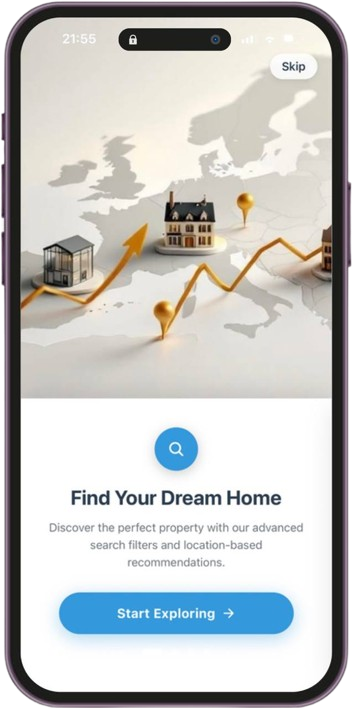 21:55
Skip
Find Your Dream Home
Discover the perfect property with our advanced
search filters and location-based
recommendations.
Start Exploring →